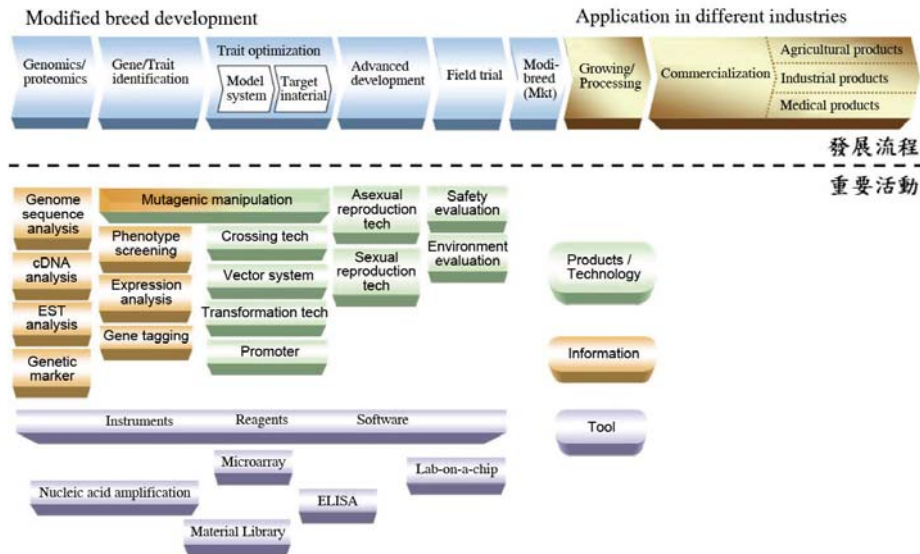 Modified breed development
Application in different industries
Genomics/
proteomics
Gene/Trait
identification
Trait optimization
Model
system
Target
inaterial
Advanced
development
Field trial
Modi-
breed
(Mkt)
Growing/
Processing
Commercialization
Agricultural products
Industrial products
Medical products
發展流程
重要活動
Genome
sequence
analysis
cDNA
analysis
EST
analysis
Genetic
marker
Mutagenic manipulation
Phenotype
screening
Expression
analysis
Gene tagging
Crossing tech
Vector system
Transformation tech
Promoter
Asexual
reproduction
tech
Sexual
reproduction
tech
Safety
evaluation
Environment
evaluation
Products /
Technology
Information
Tool
Instruments
Reagents
Software
Microarray
Lab-on-a-chip
Nucleic acid amplification
ELISA
Material Library